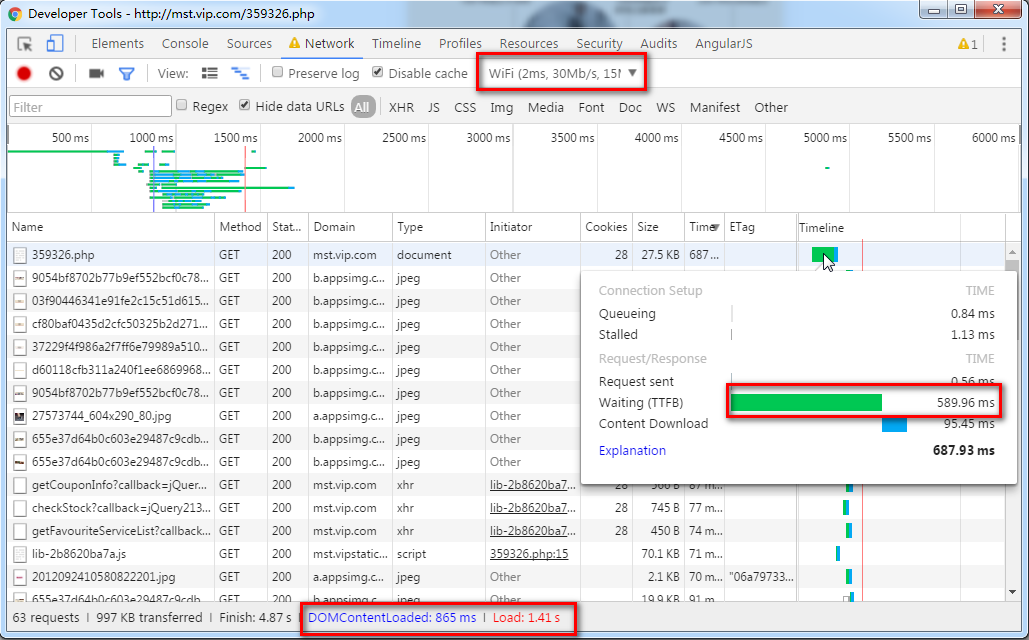 Developer Tools - http://mst.vip.com/359326.php
Elements Console Sources Network Timeline Profiles Resources Security Audits AngularJS 1
View: Preserve log Disable cache WiFi (2ms, 30Mb/s, 15M ▼
Filter Regex Hide data URLs All XHR JS CSS Img Media Font Doc WS Manifest Other
500 ms 1000 ms 1500 ms 2000 ms 2500 ms 3000 ms 3500 ms 4000 ms 4500 ms 5000 ms 5500 ms 6000 ms
Name Method Stat... Domain Type Initiator Cookies Size Time ETag Timeline
359326.php GET 200 mst.vip.com document Other 28 27.5 KB 687...
9054bf8702b77b9ef552bcf0c78... GET 200 b.appsimg.c... jpeg Other
03f90446341e91fe2c15c51d615... GET 200 b.appsimg.c... jpeg Other
cf80baf0435d2cfc50325b2d271... GET 200 b.appsimg.c... jpeg Other
37229f4f986a2f7ff6e79989a510... GET 200 b.appsimg.c... jpeg Other
d60118cfb311a240f1ee6869968... GET 200 b.appsimg.c... jpeg Other
9054bf8702b77b9ef552bcf0c78... GET 200 b.appsimg.c... jpeg Other
27573744_604x290_80.jpg GET 200 a.appsimg.c... jpeg Other
655e37d64b0c603e29487c9cdb... GET 200 b.appsimg.c... jpeg Other
655e37d64b0c603e29487c9cdb... GET 200 b.appsimg.c... jpeg Other
getCouponInfo?callback=jQuer... GET 200 mst.vip.com xhr lib-2b8620ba7... 28 87 m...
checkStock?callback=jQuery213... GET 200 mst.vip.com xhr lib-2b8620ba7... 28 745 B 77 m...
getFavouriteServiceList?callback... GET 200 mst.vip.com xhr lib-2b8620ba7... 28 450 B 74 m...
lib-2b8620ba7a.js GET 200 mst.vipstatic... script 359326.php:15 70.1 KB 71 m...
2012092410580822201.jpg GET 200 a.appsimg.c... jpeg Other 2.1 KB 70 m... "06a79733...
655e37d64b0c603e29487c9cdb... GET 200 b.appsimg.c... jpeg Other 19.9 KB 91 m...
Connection Setup TIME
Queueing 0.84 ms
Stalled 1.13 ms
Request/Response TIME
Request sent 0.56 ms
Waiting (TTFB) 589.96 ms
Content Download 95.45 ms
Explanation 687.93 ms
63 requests | 997 KB transferred | Finish: 4.87 s | DOMContentLoaded: 865 ms | Load: 1.41 s